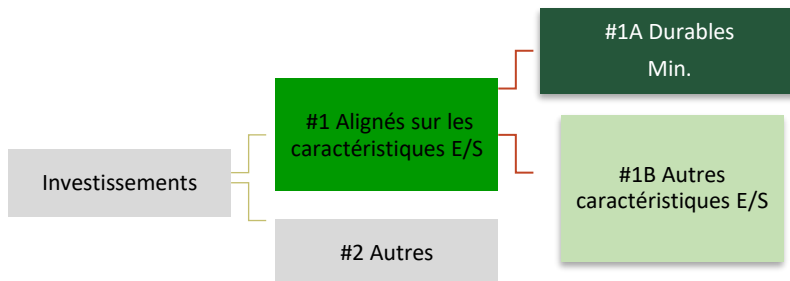 #1A Durables
Min.
#1 Alignés sur les
caractéristiques E/S
#1B Autres
caractéristiques E/S
Investissements
#2 Autres